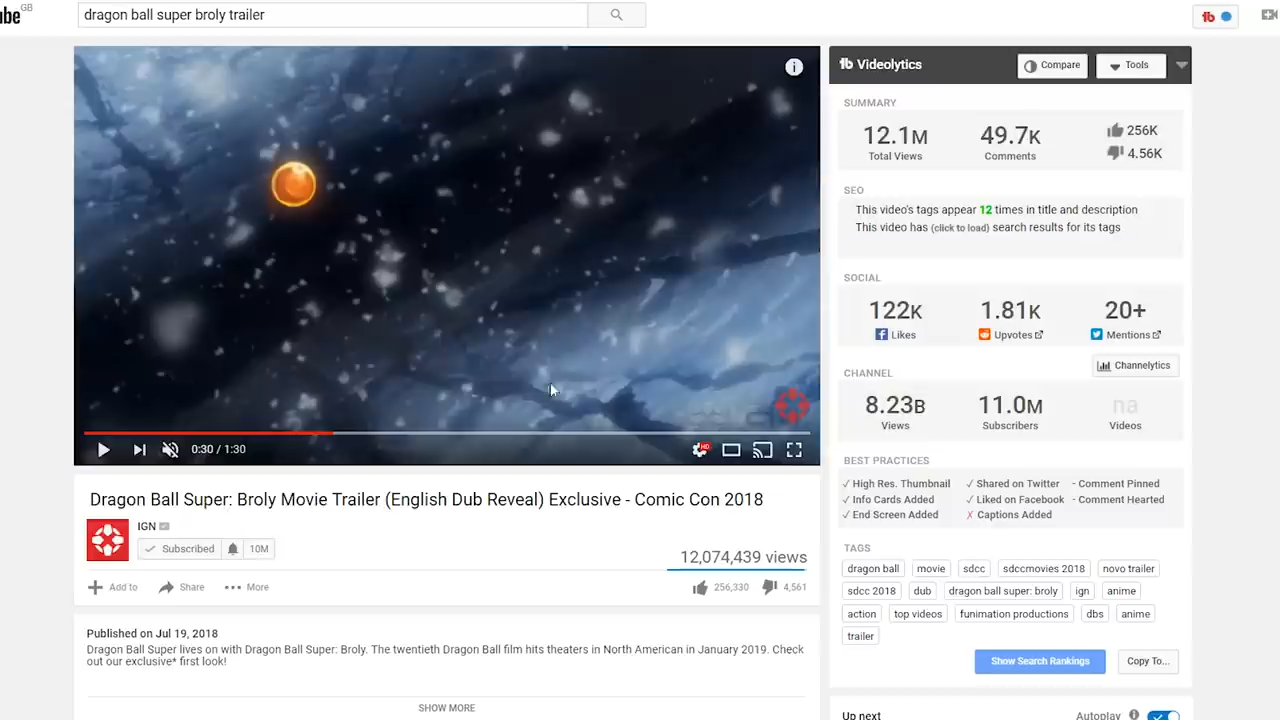 be GB
dragon ball super broly trailer
tb
tb Videolytics
Compare
Tools
SUMMARY
12.1M
Total Views
49.7K
Comments
256K
4.56K
SEO
This video's tags appear 12 times in title and description
This video has (click to load) search results for its tags
SOCIAL
122K
Likes
1.81K
Upvotes
20+
Mentions
Channelytics
CHANNEL
8.23B
Views
11.0M
Subscribers
na
Videos
BEST PRACTICES
✓ High Res. Thumbnail
✓ Shared on Twitter
- Comment Pinned
✓ Info Cards Added
✓ Liked on Facebook
- Comment Hearted
✓ End Screen Added
✗ Captions Added
TAGS
dragon ball
movie
sdcc
sdccmovies 2018
novo trailer
sdcc 2018
dub
dragon ball super: broly
ign
anime
action
top videos
funimation productions
dbs
anime
trailer
Show Search Rankings
Copy To...
Up next
Autoplay
0:30 / 1:30
HD
Dragon Ball Super: Broly Movie Trailer (English Dub Reveal) Exclusive - Comic Con 2018
IGN
Subscribed
10M
12,074,439 views
Add to
Share
More
256,330
4,561
Published on Jul 19, 2018
Dragon Ball Super lives on with Dragon Ball Super: Broly. The twentieth Dragon Ball film hits theaters in North American in January 2019. Check
out our exclusive* first look!
SHOW MORE